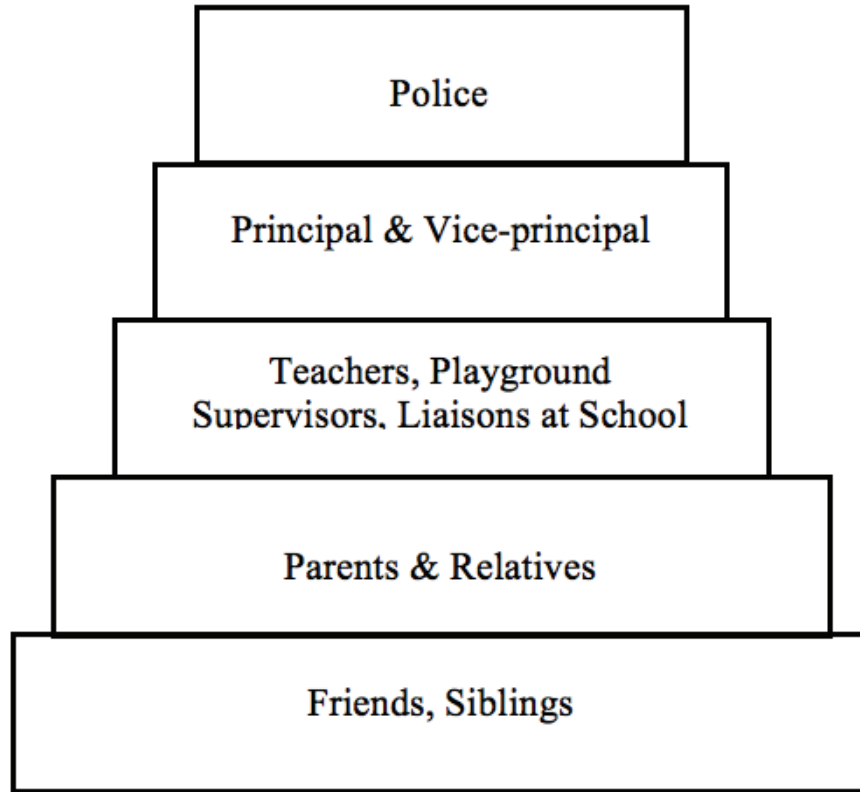 Police
Principal & Vice-principal
Teachers, Playground
Supervisors, Liaisons at School
Parents & Relatives
Friends, Siblings